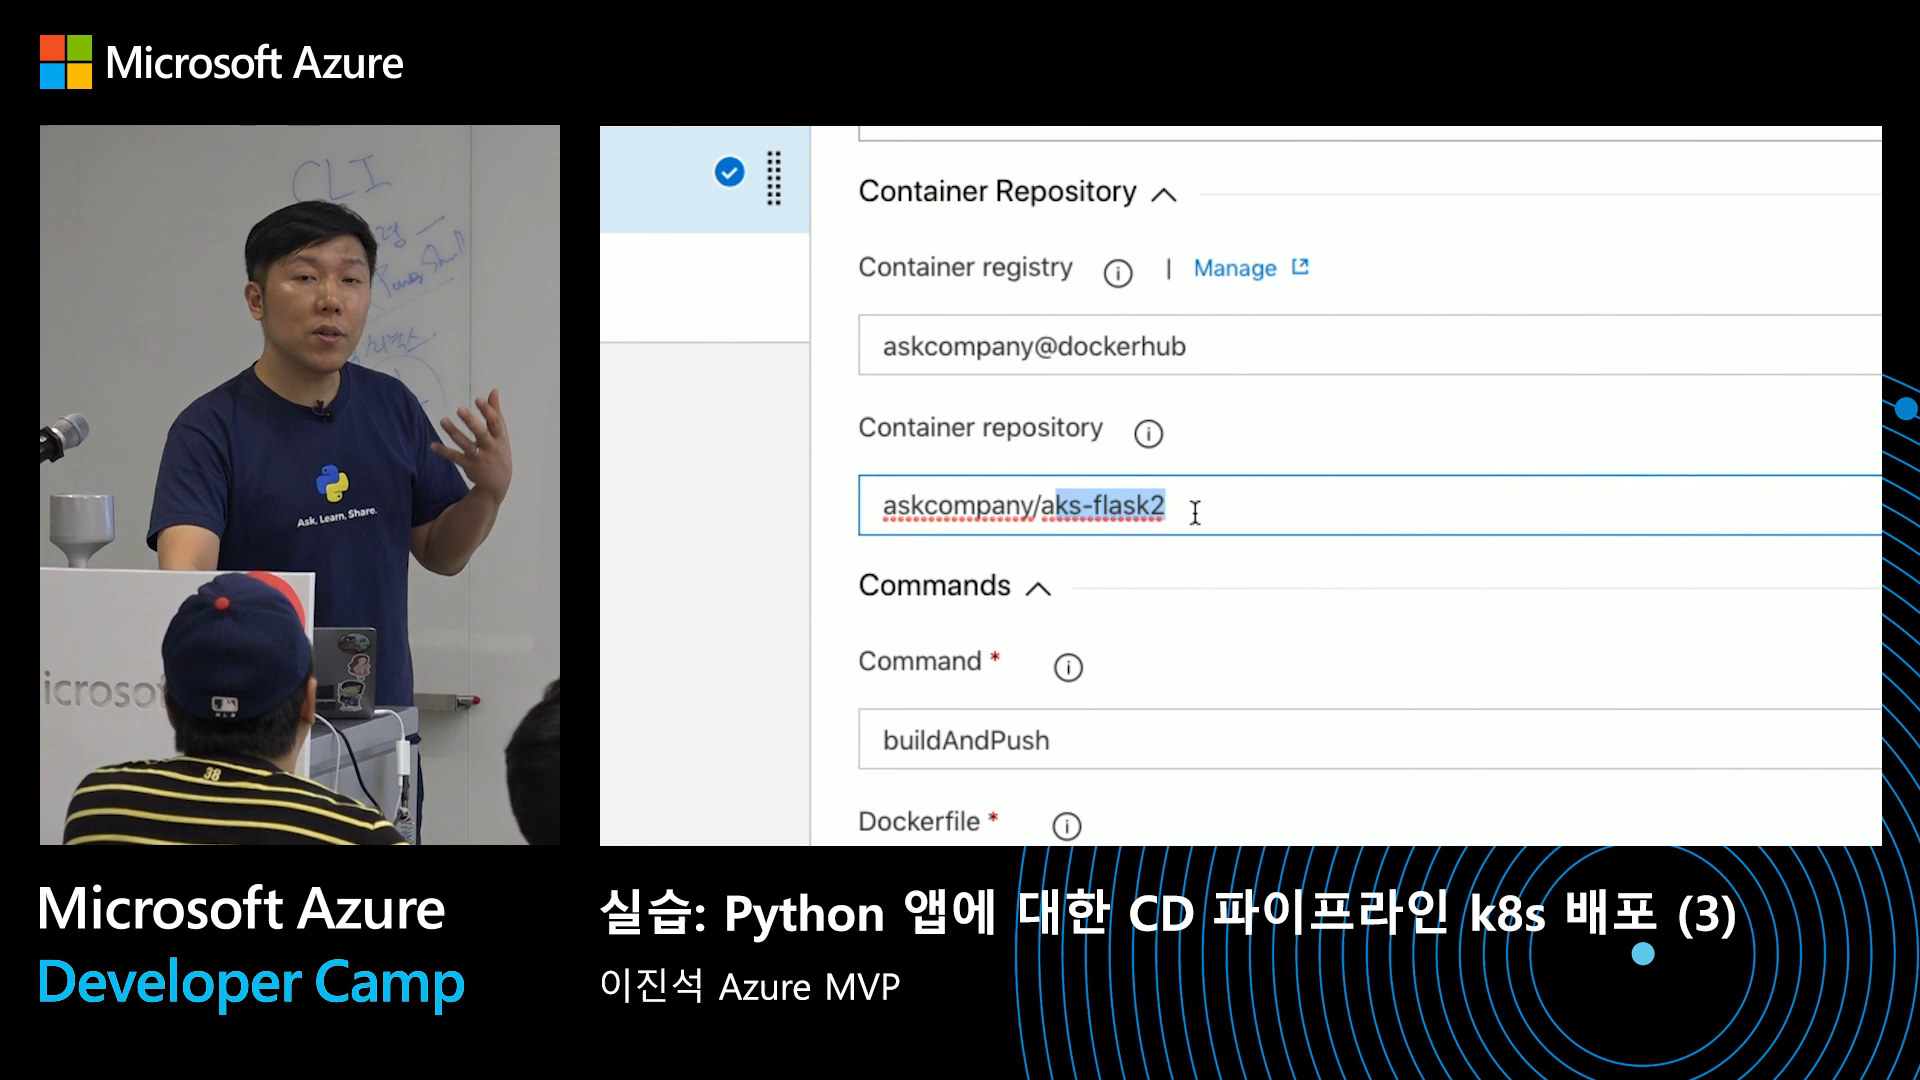 Microsoft Azure
CLI
Ask. Learn. Share.
icrosof
38
Container Repository
Container registry | Manage
askcompany@dockerhub
Container repository
askcompany/aks-flask2
Commands
Command *
buildAndPush
Dockerfile *
Microsoft Azure
Developer Camp
실습: Python 앱에 대한 CD 파이프라인 k8s 배포 (3)
이진석 Azure MVP